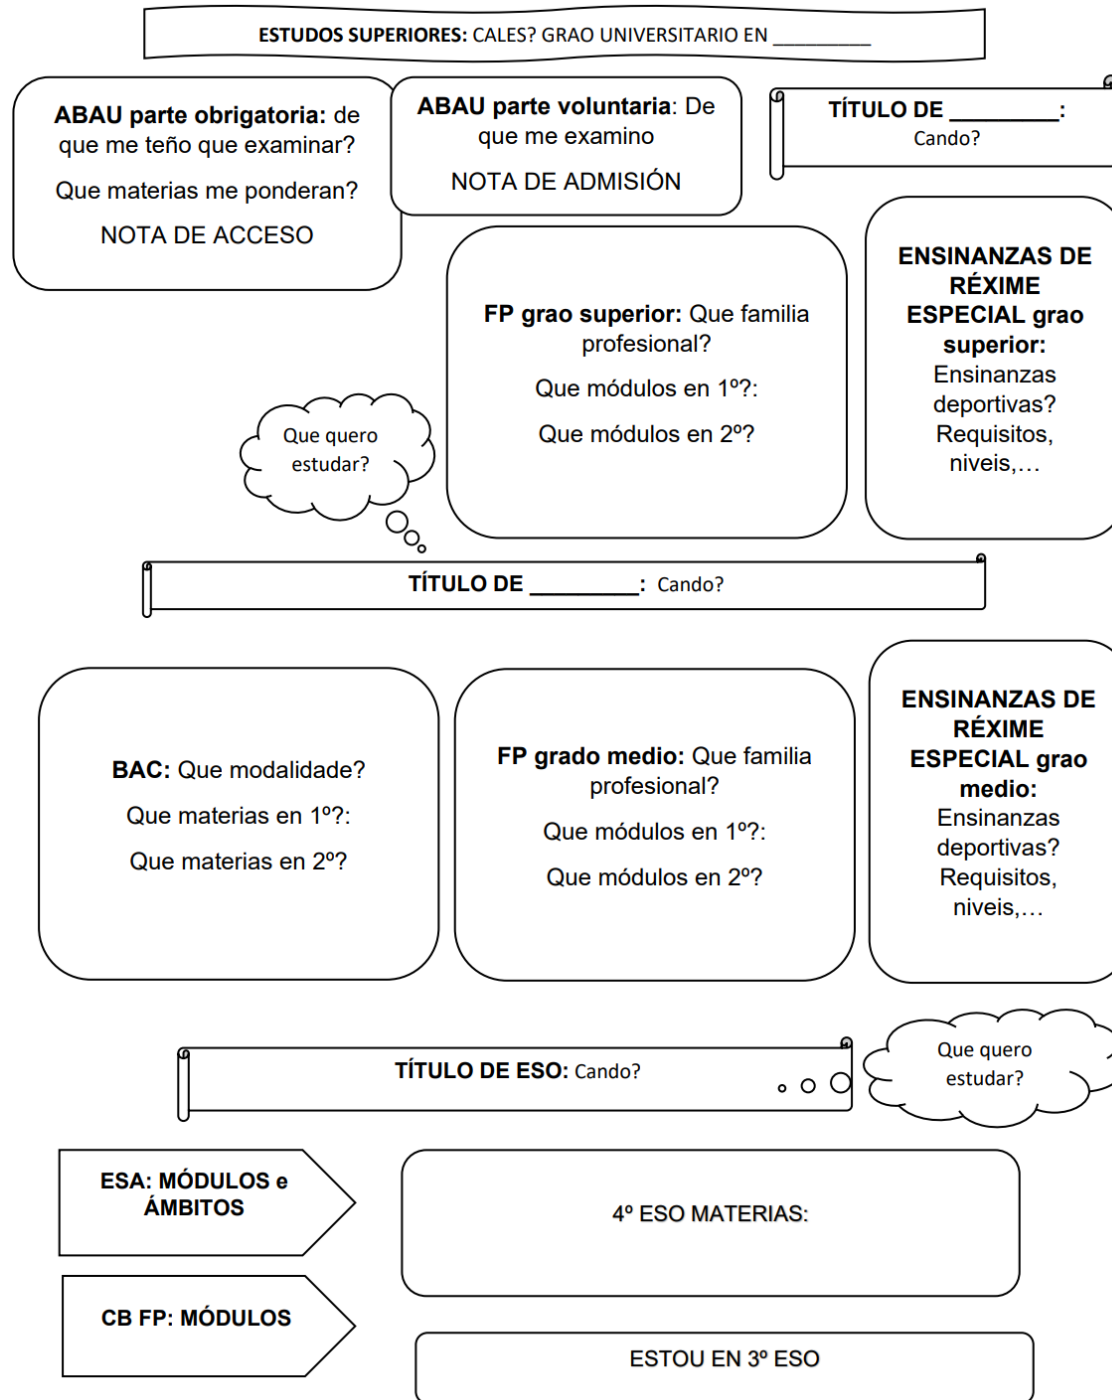 ESTUDOS SUPERIORES: CALES? GRAO UNIVERSITARIO EN _________
ABAU parte obrigatoria: de
que me teño que examinar?
Que materias me ponderan?
NOTA DE ACCESO
ABAU parte voluntaria: De
que me examino
NOTA DE ADMISIÓN
TÍTULO DE _________:
Cando?
FP grao superior: Que familia
profesional?
Que módulos en 1º?:
Que módulos en 2º?
ENSINANZAS DE
RÉXIME
ESPECIAL grao
superior:
Ensinanzas
deportivas?
Requisitos,
niveis,…
Que quero
estudar?
TÍTULO DE _________: Cando?
BAC: Que modalidade?
Que materias en 1º?:
Que materias en 2º?
FP grado medio: Que familia
profesional?
Que módulos en 1º?:
Que módulos en 2º?
ENSINANZAS DE
RÉXIME
ESPECIAL grao
medio:
Ensinanzas
deportivas?
Requisitos,
niveis,…
TÍTULO DE ESO: Cando?
Que quero
estudar?
ESA: MÓDULOS e
ÁMBITOS
4º ESO MATERIAS:
CB FP: MÓDULOS
ESTOU EN 3º ESO